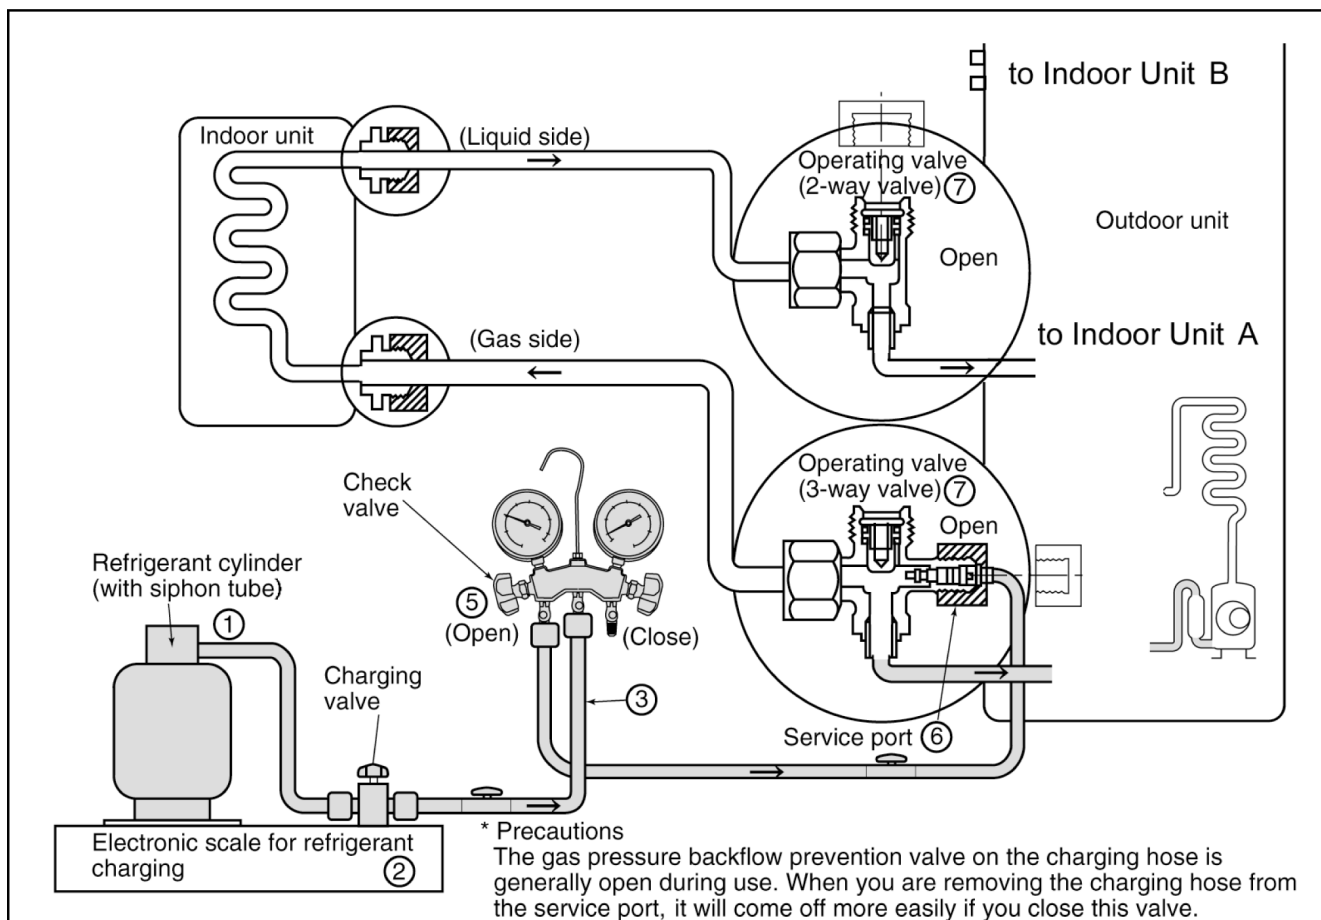 to Indoor Unit B
Indoor unit
(Liquid side)
Operating valve
(2-way valve) ⑦
Outdoor unit
Open
to Indoor Unit A
(Gas side)
Operating valve
(3-way valve) ⑦
Open
Check
valve
Refrigerant cylinder
(with siphon tube)
⑤
(Open)
(Close)
①
Charging
valve
③
Service port ⑥
Electronic scale for refrigerant
charging ②
* Precautions
The gas pressure backflow prevention valve on the charging hose is
generally open during use. When you are removing the charging hose from
the service port, it will come off more easily if you close this valve.